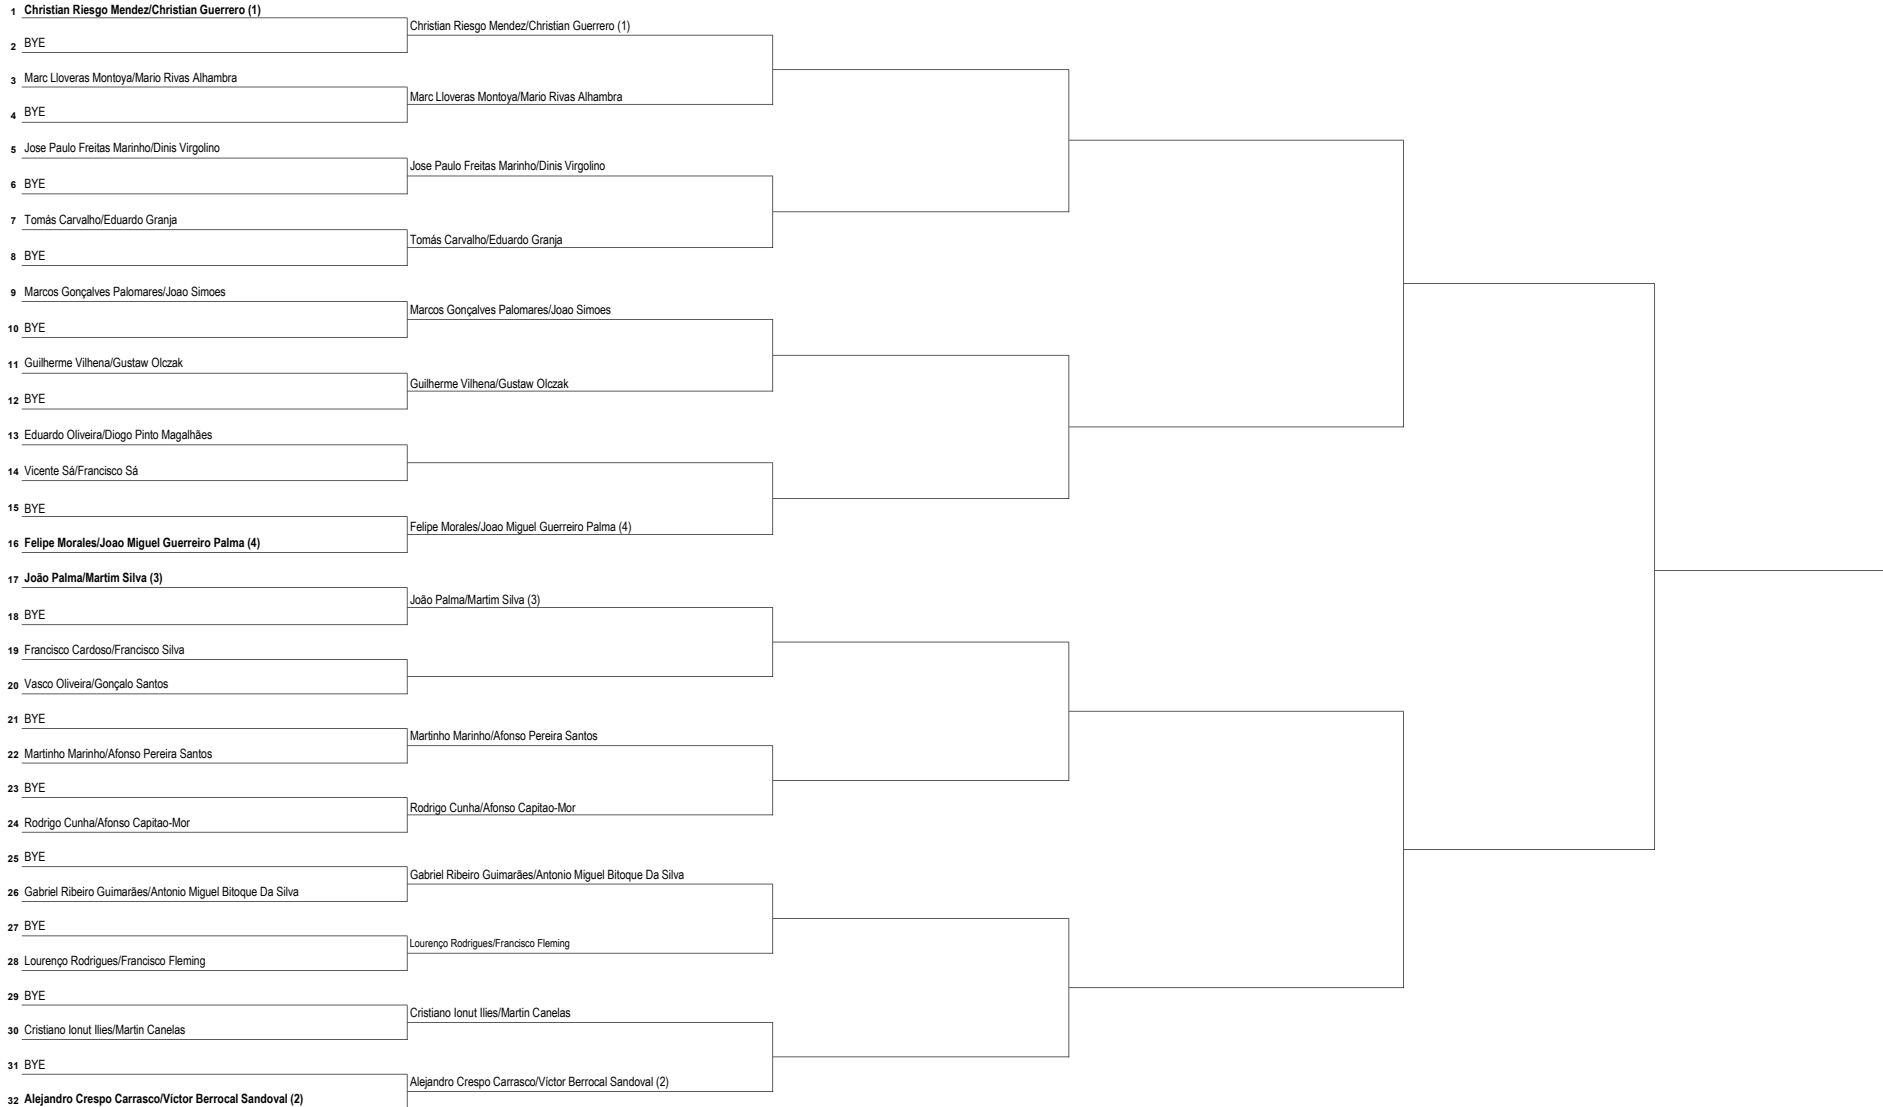 1 Christian Riesgo Mendez/Christian Guerrero (1)
Christian Riesgo Mendez/Christian Guerrero (1)
2 BYE
3 Marc Lloveras Montoya/Mario Rivas Alhambra
Marc Lloveras Montoya/Mario Rivas Alhambra
4 BYE
5 Jose Paulo Freitas Marinho/Dinis Virgolino
Jose Paulo Freitas Marinho/Dinis Virgolino
6 BYE
7 Tomás Carvalho/Eduardo Granja
Tomás Carvalho/Eduardo Granja
8 BYE
9 Marcos Gonçalves Palomares/Joao Simoes
Marcos Gonçalves Palomares/Joao Simoes
10 BYE
11 Guilherme Vilhena/Gustaw Olczak
Guilherme Vilhena/Gustaw Olczak
12 BYE
13 Eduardo Oliveira/Diogo Pinto Magalhães
14 Vicente Sá/Francisco Sá
15 BYE
Felipe Morales/Joao Miguel Guerreiro Palma (4)
16 Felipe Morales/Joao Miguel Guerreiro Palma (4)
17 João Palma/Martim Silva (3)
João Palma/Martim Silva (3)
18 BYE
19 Francisco Cardoso/Francisco Silva
20 Vasco Oliveira/Gonçalo Santos
21 BYE
Martinho Marinho/Afonso Pereira Santos
22 Martinho Marinho/Afonso Pereira Santos
23 BYE
Rodrigo Cunha/Afonso Capitao-Mor
24 Rodrigo Cunha/Afonso Capitao-Mor
25 BYE
Gabriel Ribeiro Guimarães/Antonio Miguel Bitoque Da Silva
26 Gabriel Ribeiro Guimarães/Antonio Miguel Bitoque Da Silva
27 BYE
Lourenço Rodrigues/Francisco Fleming
28 Lourenço Rodrigues/Francisco Fleming
29 BYE
Cristiano Ionut Ilies/Martin Canelas
30 Cristiano Ionut Ilies/Martin Canelas
31 BYE
Alejandro Crespo Carrasco/Víctor Berrocal Sandoval (2)
32 Alejandro Crespo Carrasco/Víctor Berrocal Sandoval (2)